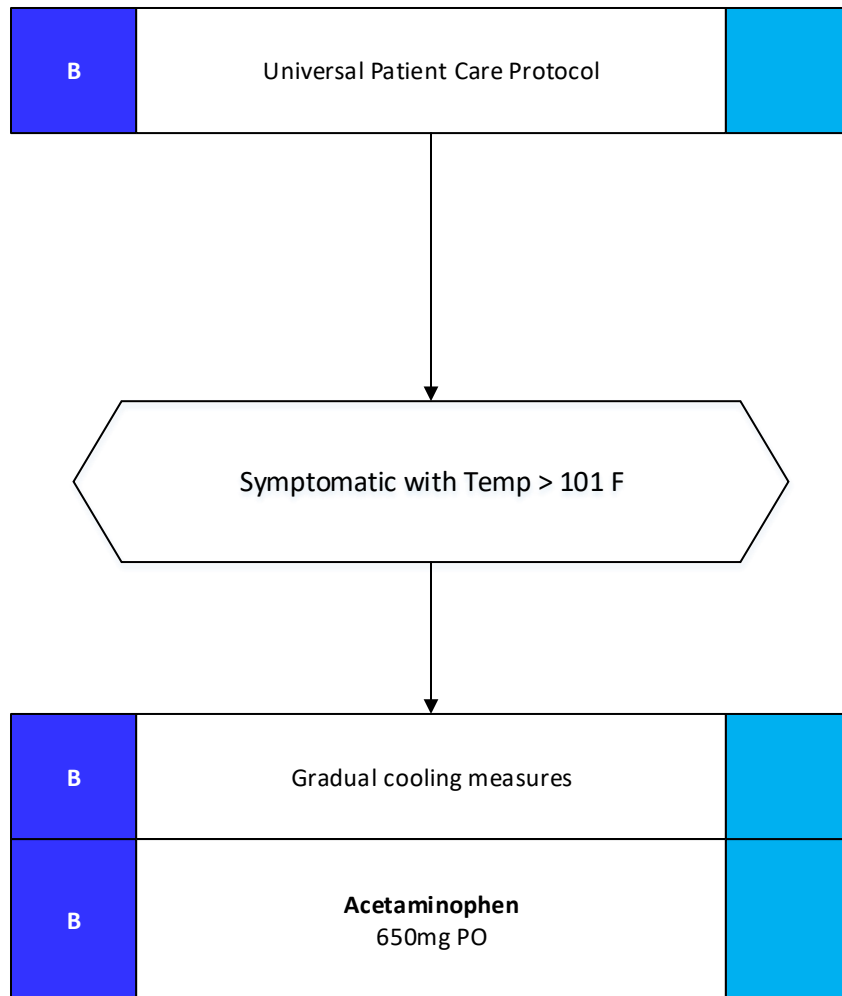 B
Universal Patient Care Protocol
Symptomatic with Temp > 101 F
B
Gradual cooling measures
B
Acetaminophen
650mg PO